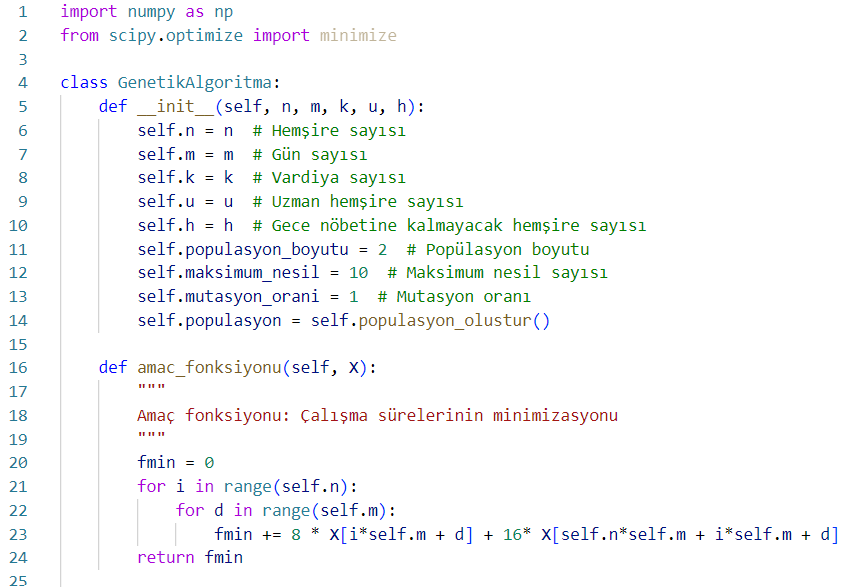 1 import numpy as np
2 from scipy.optimize import minimize
3
4 class GenetikAlgoritma:
5     def __init__(self, n, m, k, u, h):
6         self.n = n  # Hemşire sayısı
7         self.m = m  # Gün sayısı
8         self.k = k  # Vardiya sayısı
9         self.u = u  # Uzman hemşire sayısı
10         self.h = h  # Gece nöbetine kalmayacak hemşire sayısı
11         self.populasyon_boyutu = 2  # Popülasyon boyutu
12         self.maksimum_nesil = 10  # Maksimum nesil sayısı
13         self.mutasyon_orani = 1  # Mutasyon oranı
14         self.populasyon = self.populasyon_olustur()
15
16     def amac_fonksiyonu(self, X):
17         """
18         Amaç fonksiyonu: Çalışma sürelerinin minimizasyonu
19         """
20         fmin = 0
21         for i in range(self.n):
22             for d in range(self.m):
23                 fmin += 8 * X[i*self.m + d] + 16* X[self.n*self.m + i*self.m + d]
24         return fmin
25